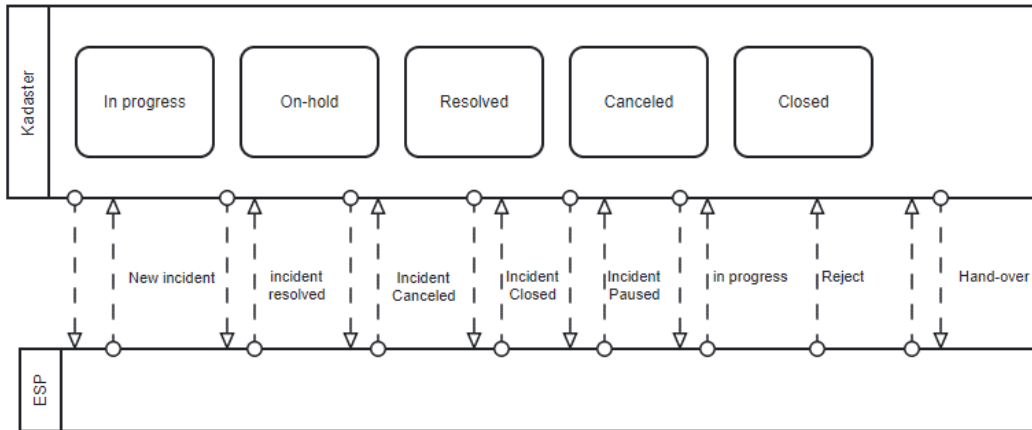 Kadaster
In progress
On-hold
Resolved
Canceled
Closed
New incident
incident
resolved
Incident
Canceled
Incident
Closed
Incident
Paused
in progress
Reject
Hand-over
ESP